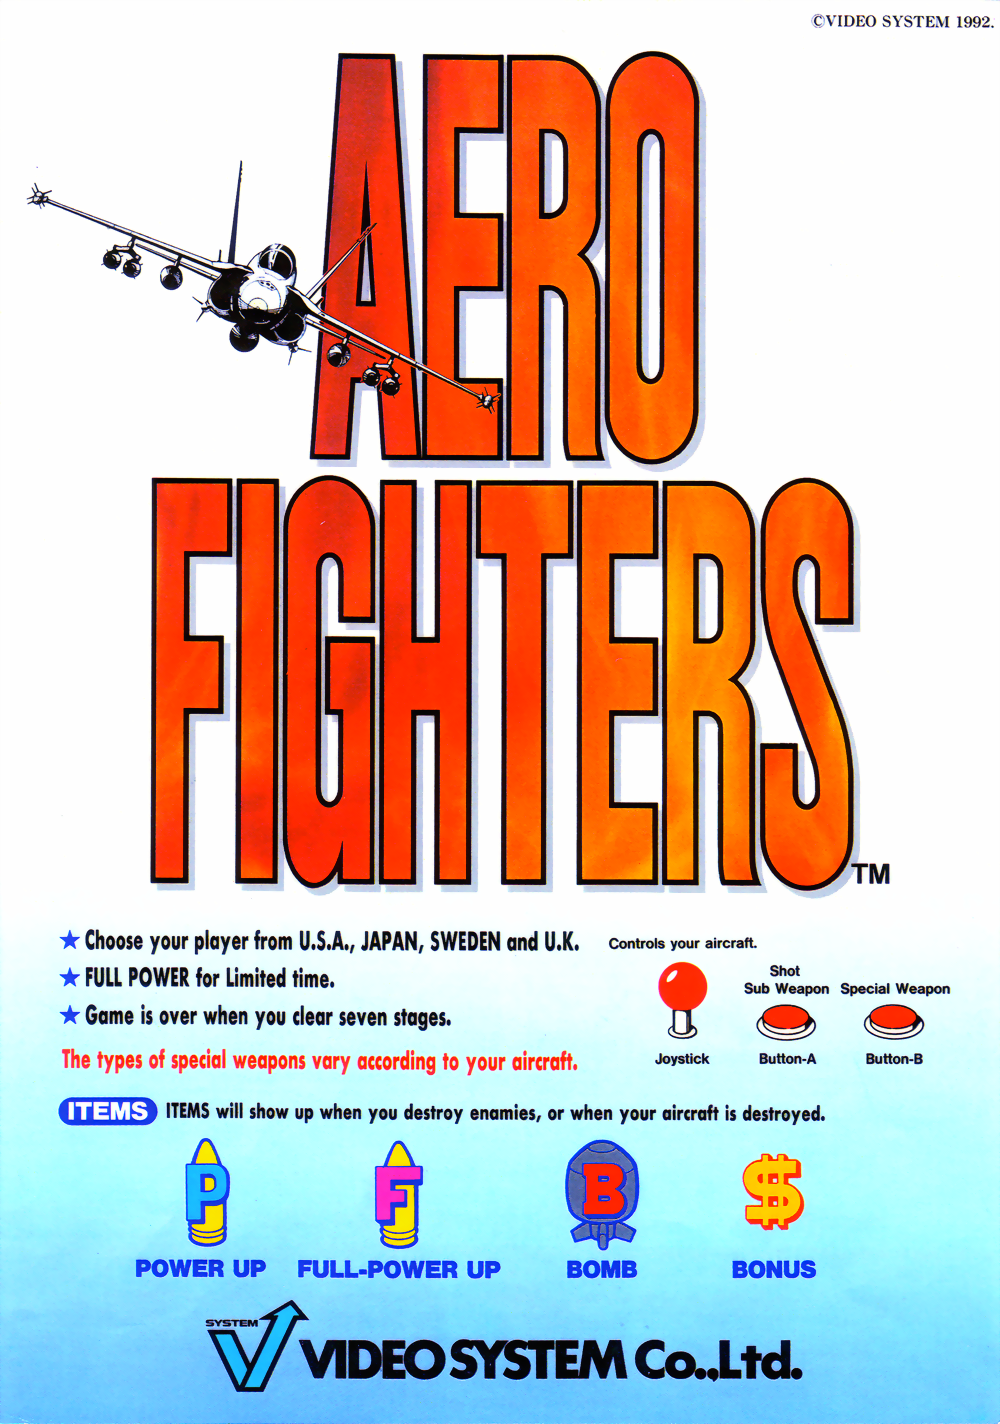 ©VIDEO SYSTEM 1992.
AERO
FIGHTERS™
★ Choose your player from U.S.A., JAPAN, SWEDEN and U.K.
★ FULL POWER for Limited time.
★ Game is over when you clear seven stages.
The types of special weapons vary according to your aircraft.
Controls your aircraft.
Shot
Sub Weapon Special Weapon
Joystick Button-A Button-B
ITEMS ITEMS will show up when you destroy enamies, or when your aircraft is destroyed.
P F B $
POWER UP FULL-POWER UP BOMB BONUS
SYSTEM
V VIDEO SYSTEM Co.,Ltd.